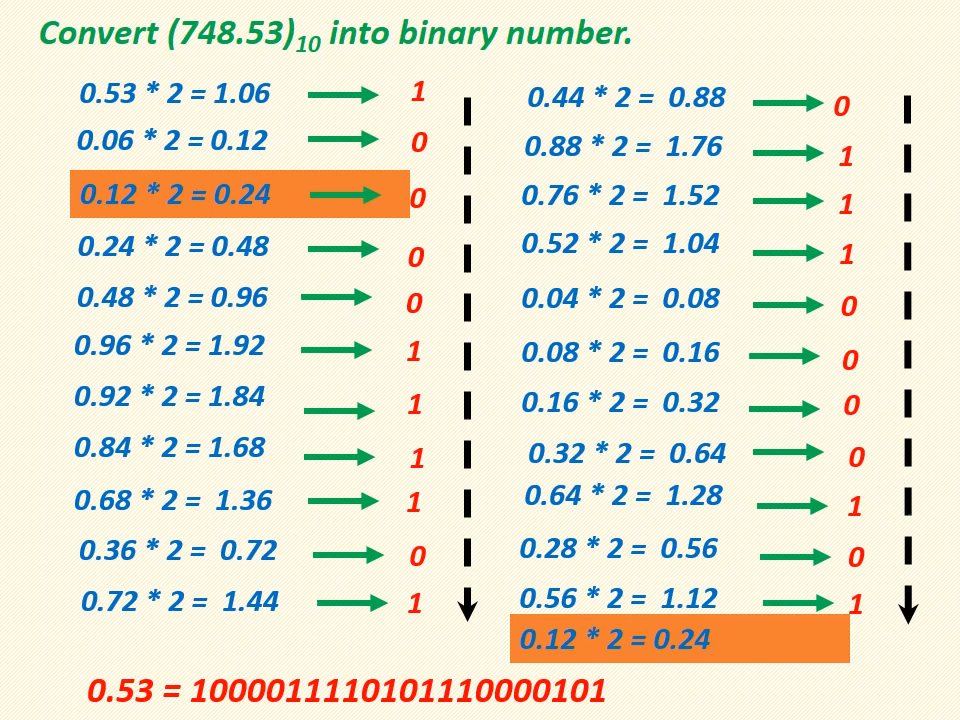 Convert (748.53)10 into binary number.
0.53 * 2 = 1.06 1
0.06 * 2 = 0.12 0
0.12 * 2 = 0.24 0
0.24 * 2 = 0.48 0
0.48 * 2 = 0.96 0
0.96 * 2 = 1.92 1
0.92 * 2 = 1.84 1
0.84 * 2 = 1.68 1
0.68 * 2 = 1.36 1
0.36 * 2 = 0.72 0
0.72 * 2 = 1.44 1
0.44 * 2 = 0.88 0
0.88 * 2 = 1.76 1
0.76 * 2 = 1.52 1
0.52 * 2 = 1.04 1
0.04 * 2 = 0.08 0
0.08 * 2 = 0.16 0
0.16 * 2 = 0.32 0
0.32 * 2 = 0.64 0
0.64 * 2 = 1.28 1
0.28 * 2 = 0.56 0
0.56 * 2 = 1.12 1
0.12 * 2 = 0.24
0.53 = 1000011110101110000101